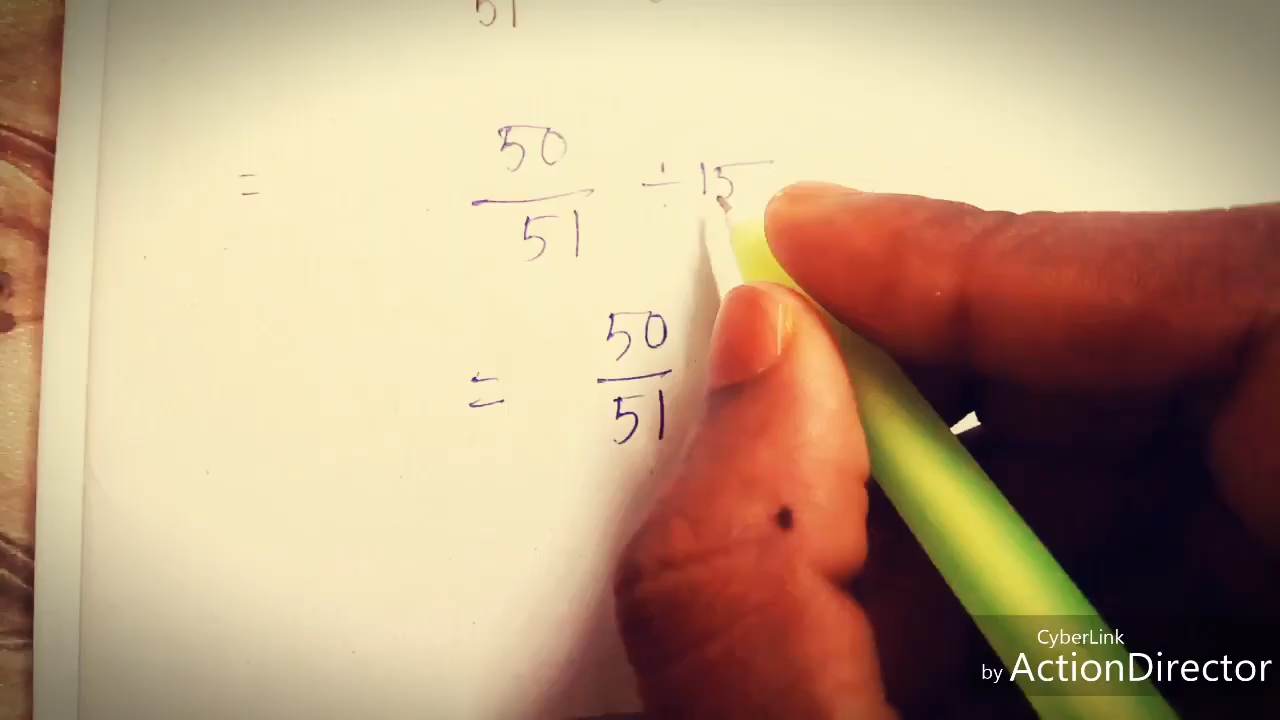 51
= 50/51 ÷ 15
= 50/51
CyberLink
by ActionDirector